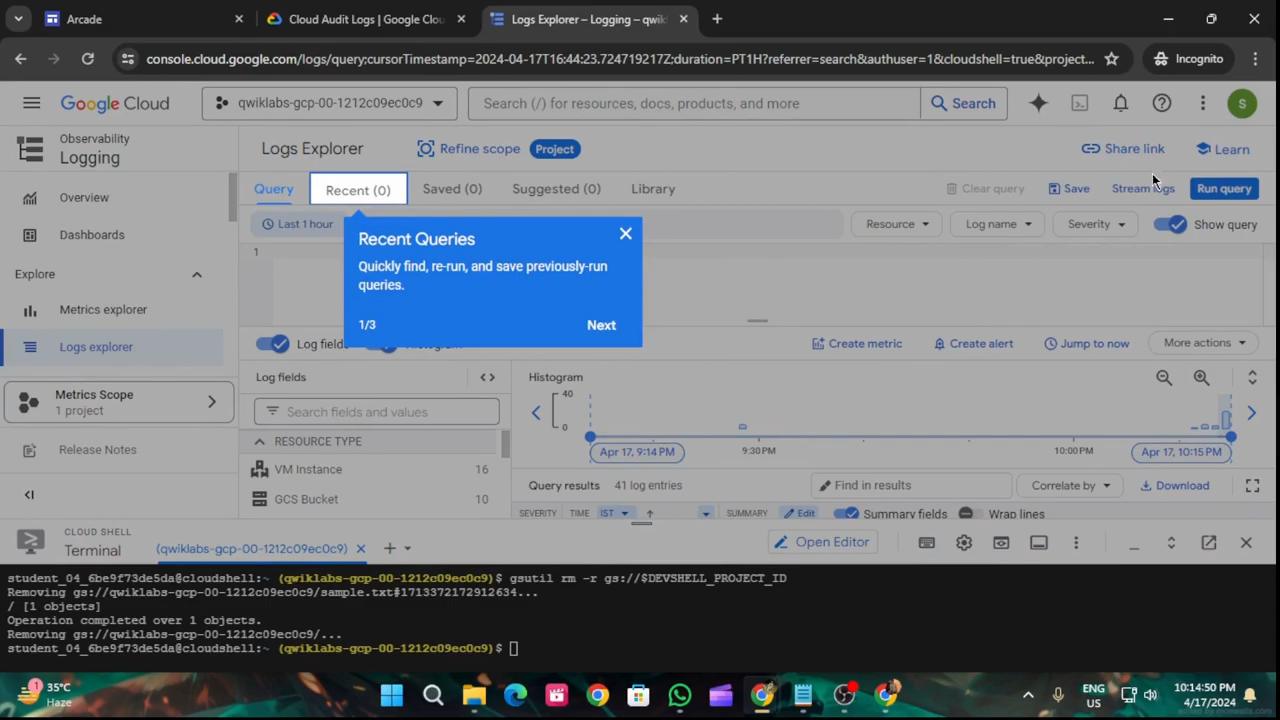 Arcade
Cloud Audit Logs | Google Clou
Logs Explorer – Logging – qwik
console.cloud.google.com/logs/query;cursorTimestamp=2024-04-17T16:44:23.724719217Z;duration=PT1H?referrer=search&authuser=1&cloudshell=true&project...
Incognito
Google Cloud
qwiklabs-gcp-00-1212c09ec0c9
Search (/) for resources, docs, products, and more
Search
S
Observability
Logging
Logs Explorer
Refine scope
Project
Share link
Learn
Query
Recent (0)
Saved (0)
Suggested (0)
Library
Clear query
Save
Stream logs
Run query
Last 1 hour
Resource
Log name
Severity
Show query
1
Recent Queries
Quickly find, re-run, and save previously-run
queries.
1/3
Next
Overview
Dashboards
Explore
Metrics explorer
Logs explorer
Metrics Scope
1 project
Release Notes
Log fields
Create metric
Create alert
Jump to now
More actions
Log fields
Search fields and values
RESOURCE TYPE
VM Instance 16
GCS Bucket 10
Histogram
40
0
Apr 17, 9:14 PM
9:30 PM
10:00 PM
Apr 17, 10:15 PM
Query results
41 log entries
Find in results
Correlate by
Download
SEVERITY
TIME
IST
SUMMARY
Edit
Summary fields
Wrap lines
CLOUD SHELL
Terminal
(qwiklabs-gcp-00-1212c09ec0c9)
Open Editor
student_04_6be9f73de5da@cloudshell:~ (qwiklabs-gcp-00-1212c09ec0c9)$ gsutil rm -r gs://$DEVSHELL_PROJECT_ID
Removing gs://qwiklabs-gcp-00-1212c09ec0c9/sample.txt#1713372172912634...
/ [1 objects]
Operation completed over 1 objects.
Removing gs://qwiklabs-gcp-00-1212c09ec0c9/...
student_04_6be9f73de5da@cloudshell:~ (qwiklabs-gcp-00-1212c09ec0c9)$
1
35°C
Haze
ENG
US
10:14:50 PM
4/17/2024